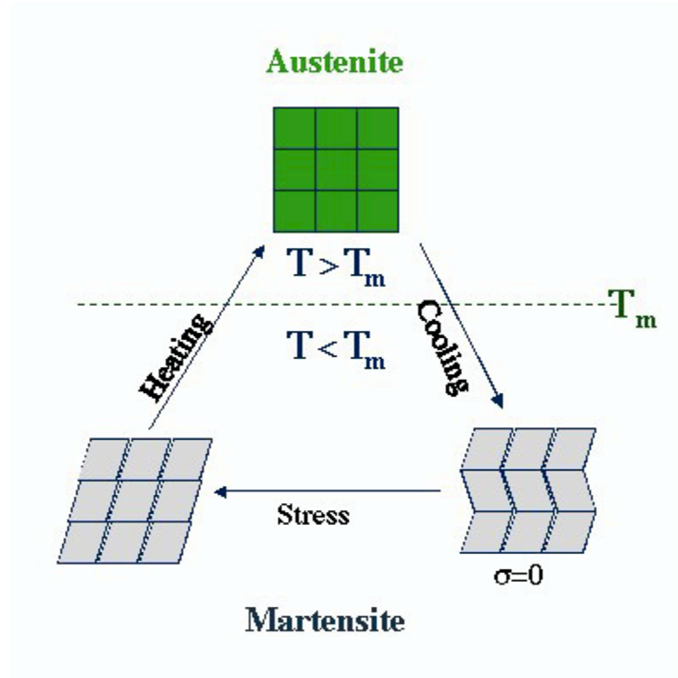 Austenite
T > Tm
Tm
T < Tm
Heating
Cooling
Stress
σ=0
Martensite